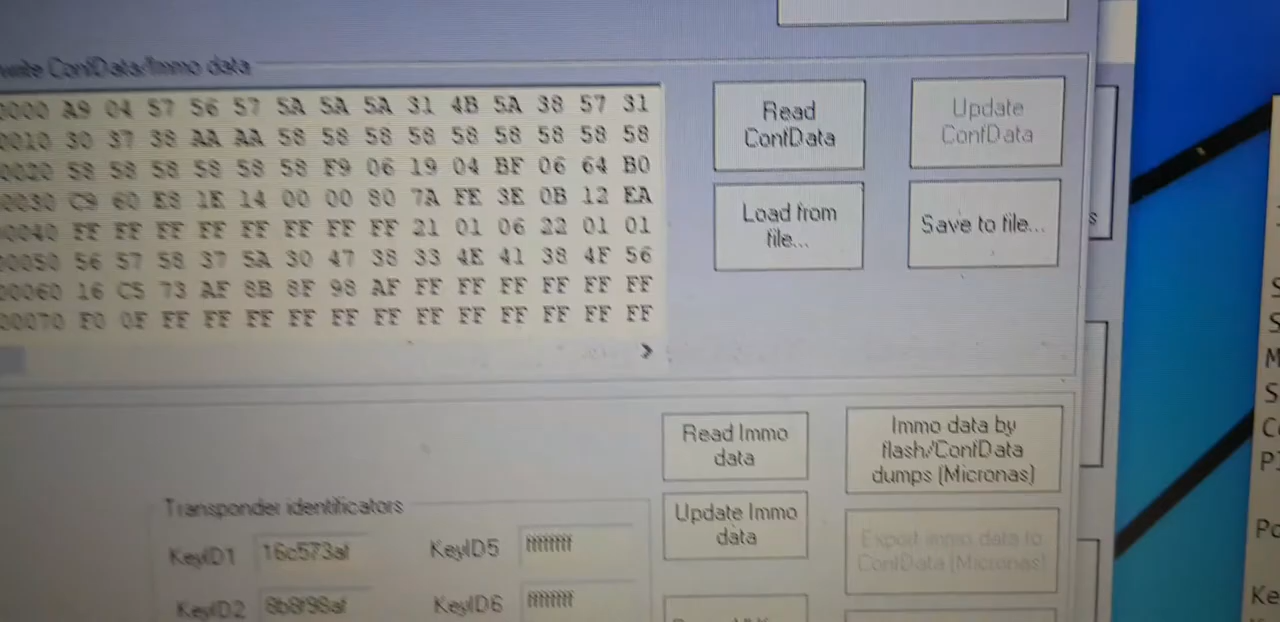 write ConfData/Immo data
0000 A9 04 57 56 57 5A 5A 5A 31 4B 5A 38 57 31
0010 30 37 38 AA AA 58 58 58 58 58 58 58 58 58
0020 58 58 58 58 58 58 F9 06 19 04 BF 06 64 B0
0030 C9 60 E8 1E 14 00 00 80 7A FE 3E 0B 12 EA
0040 FF FF FF FF FF FF FF FF 21 01 06 22 01 01
00050 56 57 58 37 5A 30 47 38 33 4E 41 38 4F 56
00060 16 C5 73 AF 8B 8F 98 AF FF FF FF FF FF FF
00070 F0 0F FF FF FF FF FF FF FF FF FF FF FF FF
Read
ConfData
Update
ConfData
Load from
file...
Save to file...
s
Read Immo
data
Immo data by
flash/ConfData
dumps (Micronas)
Update Immo
data
Export immo data to
ConfData (Micronas)
Transponder identificators
KeyID1 16c573af
KeyID5 ffffffff
KeyID2 8b8f98af
KeyID6 ffffffff
S
S
M
S
Po
Ke